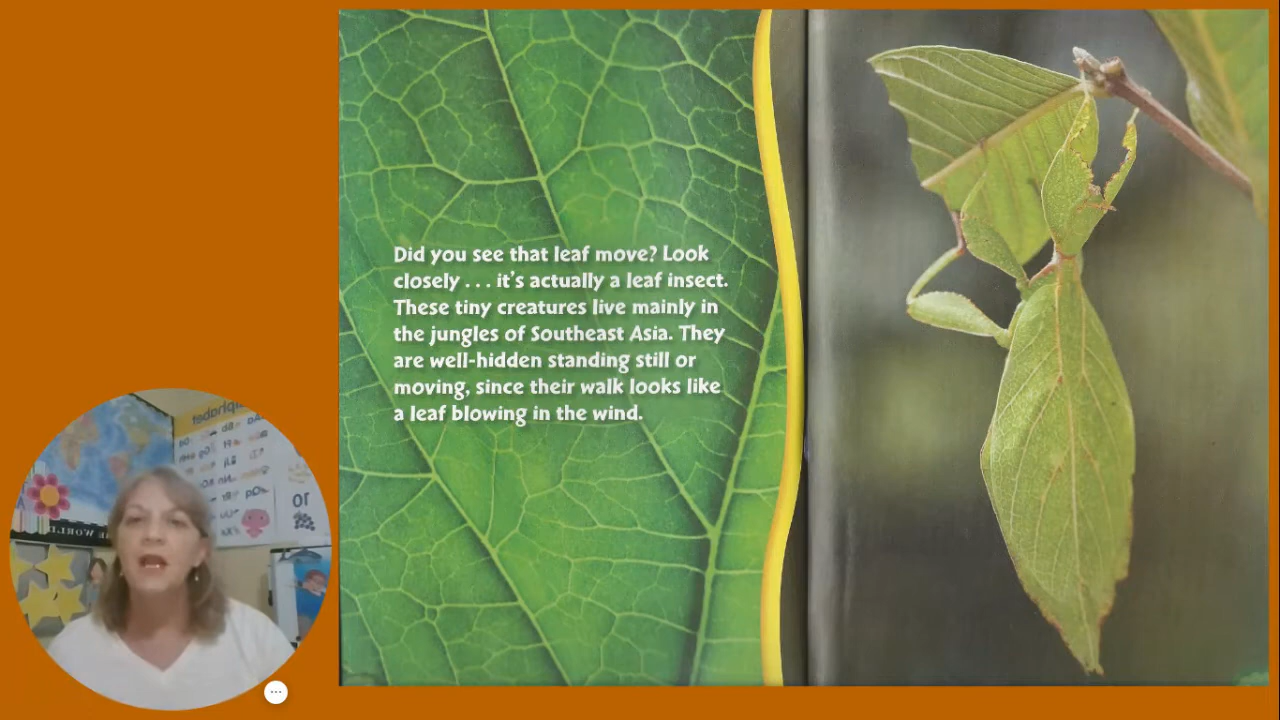 Did you see that leaf move? Look
closely . . . it's actually a leaf insect.
These tiny creatures live mainly in
the jungles of Southeast Asia. They
are well-hidden standing still or
moving, since their walk looks like
a leaf blowing in the wind.
or